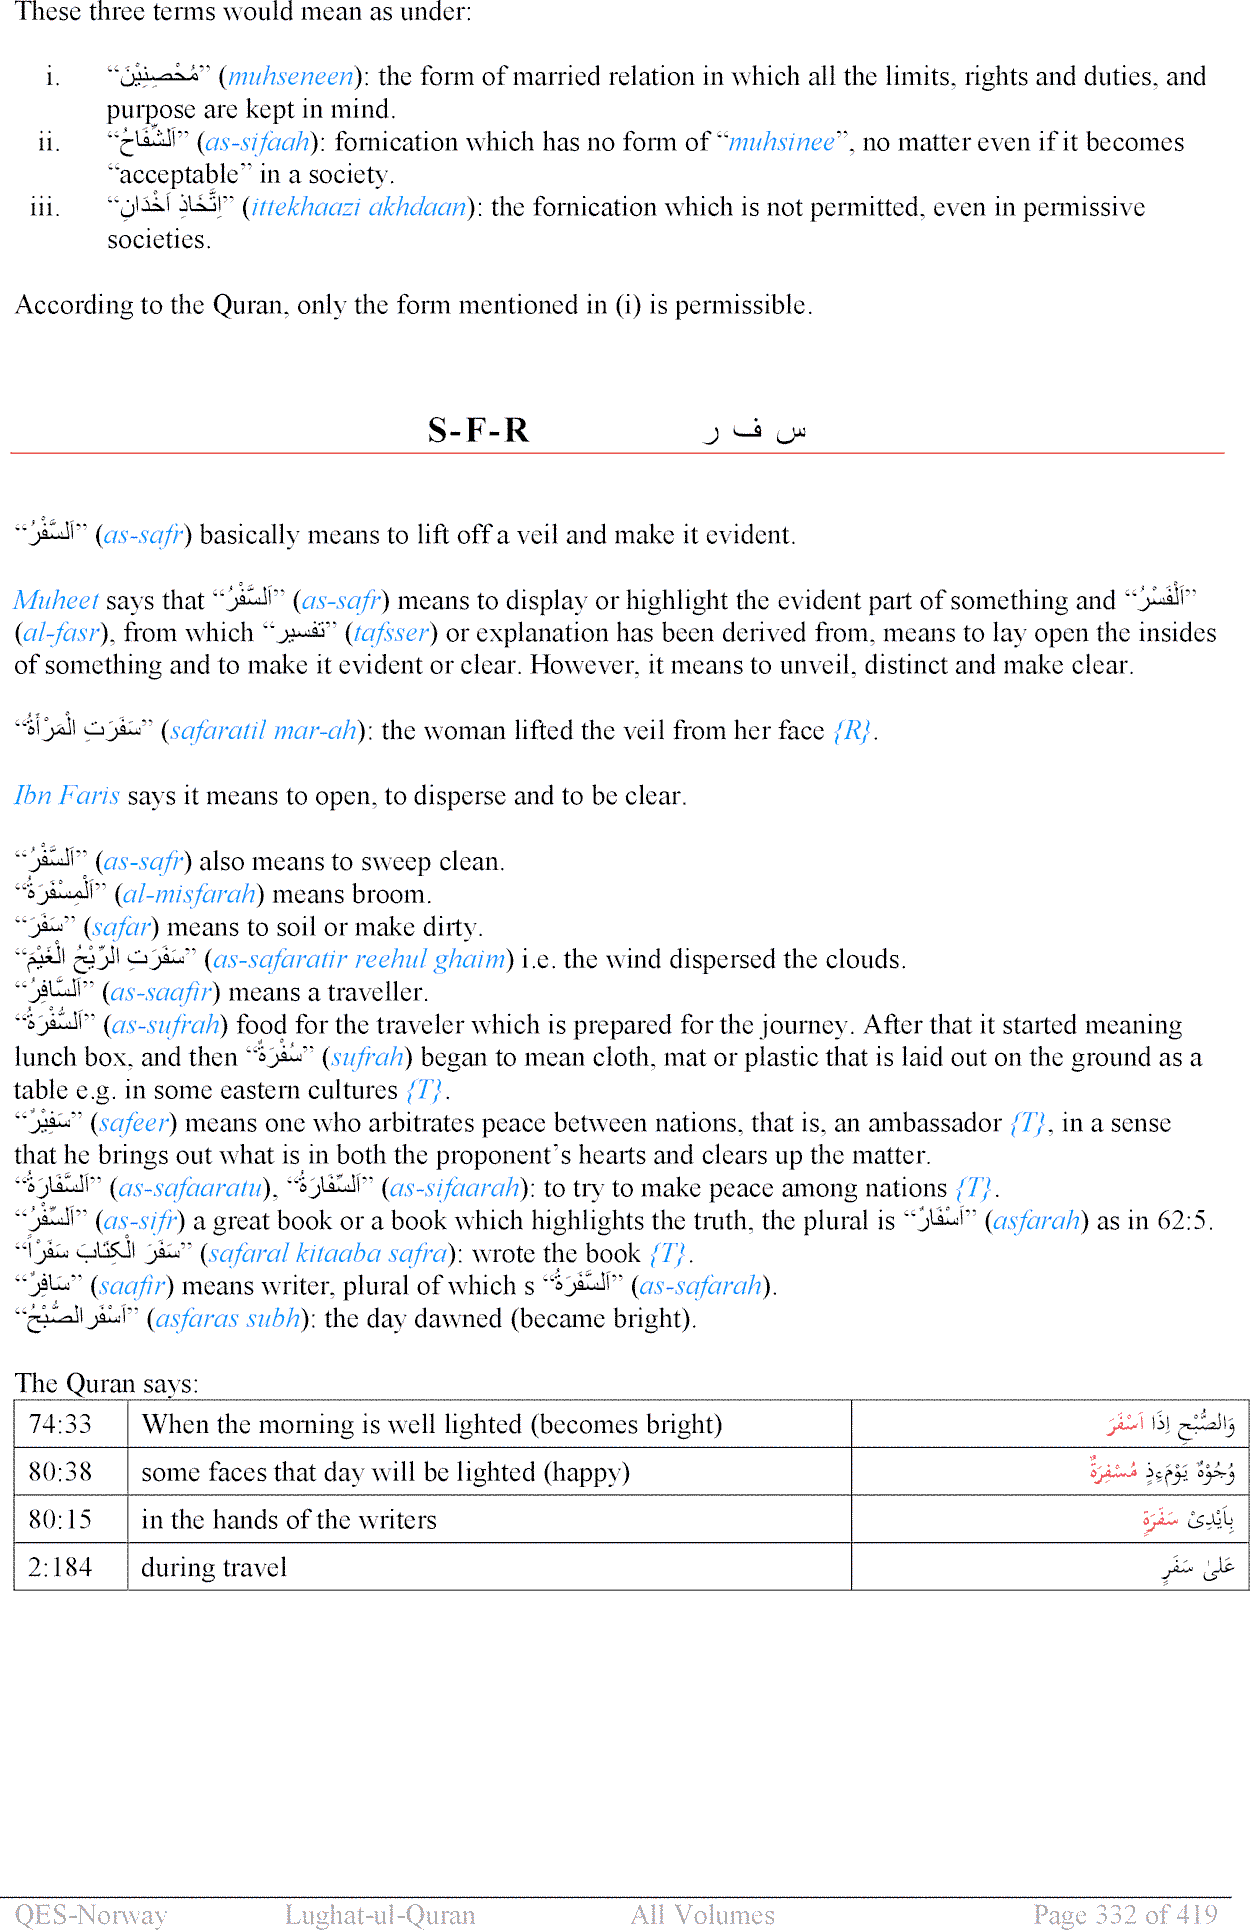 These three terms would mean as under:
i. “مُحْصِنِيْنَ” (muhseneen): the form of married relation in which all the limits, rights and duties, and
purpose are kept in mind.
ii. “اَلسِّفَاحُ” (as-sifaah): fornication which has no form of “muhsinee”, no matter even if it becomes
“acceptable” in a society.
iii. “اِتَّخَاذِ اَخْدَانٍ” (ittekhaazi akhdaan): the fornication which is not permitted, even in permissive
societies.
According to the Quran, only the form mentioned in (i) is permissible.
S-F-R س ف ر
“اَلسَّفْرُ” (as-safr) basically means to lift off a veil and make it evident.
Muheet says that “اَلسَّفْرُ” (as-safr) means to display or highlight the evident part of something and “اَلْفَسْرُ”
(al-fasr), from which “تفسير” (tafsser) or explanation has been derived from, means to lay open the insides
of something and to make it evident or clear. However, it means to unveil, distinct and make clear.
“سَفَرَتِ الْمَرْأَةُ” (safaratil mar-ah): the woman lifted the veil from her face {R}.
Ibn Faris says it means to open, to disperse and to be clear.
“اَلسَّفْرُ” (as-safr) also means to sweep clean.
“اَلْمِسْفَرَةُ” (al-misfarah) means broom.
“سَفَرَ” (safar) means to soil or make dirty.
“سَفَرَتِ الرِّيْحُ الْغَيْمَ” (as-safaratir reehul ghaim) i.e. the wind dispersed the clouds.
“اَلسَّافِرُ” (as-saafir) means a traveller.
“اَلسُّفْرَةُ” (as-sufrah) food for the traveler which is prepared for the journey. After that it started meaning
lunch box, and then “سُفْرَةٌ” (sufrah) began to mean cloth, mat or plastic that is laid out on the ground as a
table e.g. in some eastern cultures {T}.
“سَفِيْرٌ” (safeer) means one who arbitrates peace between nations, that is, an ambassador {T}, in a sense
that he brings out what is in both the proponent’s hearts and clears up the matter.
“اَلسَّفَارَةُ” (as-safaaratu), “اَلسِّفَارَةُ” (as-sifaarah): to try to make peace among nations {T}.
“اَلسِّفْرُ” (as-sifr) a great book or a book which highlights the truth, the plural is “اَسْفَارٌ” (asfarah) as in 62:5.
“سَفَرَ الْكِتَابَ سَفْرًا” (safaral kitaaba safra): wrote the book {T}.
“سَافِرٌ” (saafir) means writer, plural of which s “اَلسَّفَرَةُ” (as-safarah).
“اَسْفَر الصُّبْحُ” (asfaras subh): the day dawned (became bright).
The Quran says:
74:33 When the morning is well lighted (becomes bright) وَالصُّبْحِ اِذَا اَسْفَرَ
80:38 some faces that day will be lighted (happy) وُجُوْهٌ يَوْمَءِذٍ مُسْفِرَةٌ
80:15 in the hands of the writers بِاَيْدِىْ سَفَرَةٍ
2:184 during travel عَلىٰ سَفَرٍ
QES-Norway Lughat-ul-Quran All Volumes Page 332 of 419